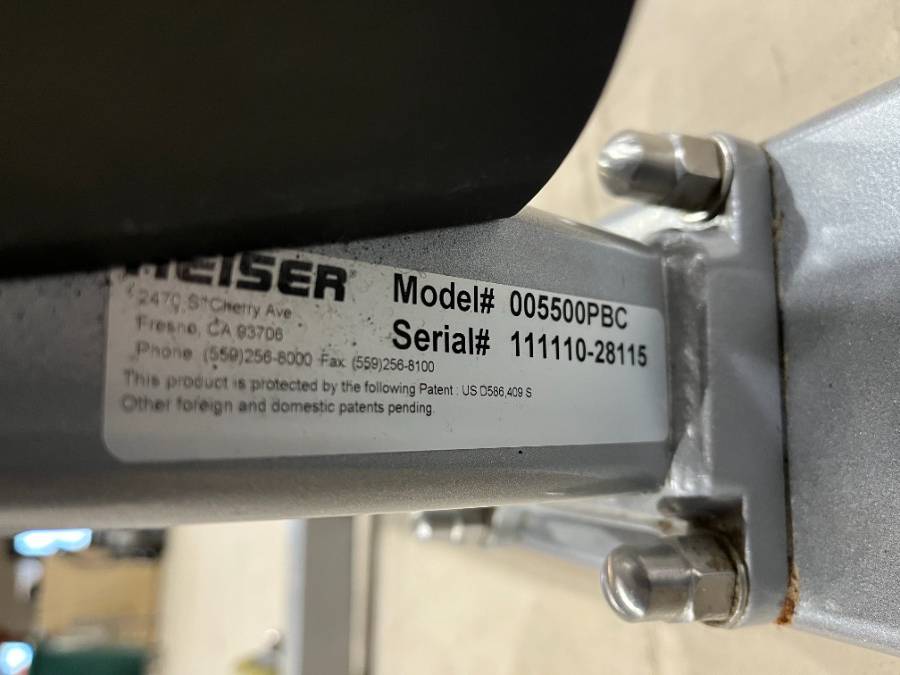 HEISER®
2470 S. Cherry Ave
Fresno, CA 93706
Phone (559)256-8000 Fax (559)256-8100
This product is protected by the following Patent : US D586,409 S
Other foreign and domestic patents pending.
Model# 005500PBC
Serial# 111110-28115